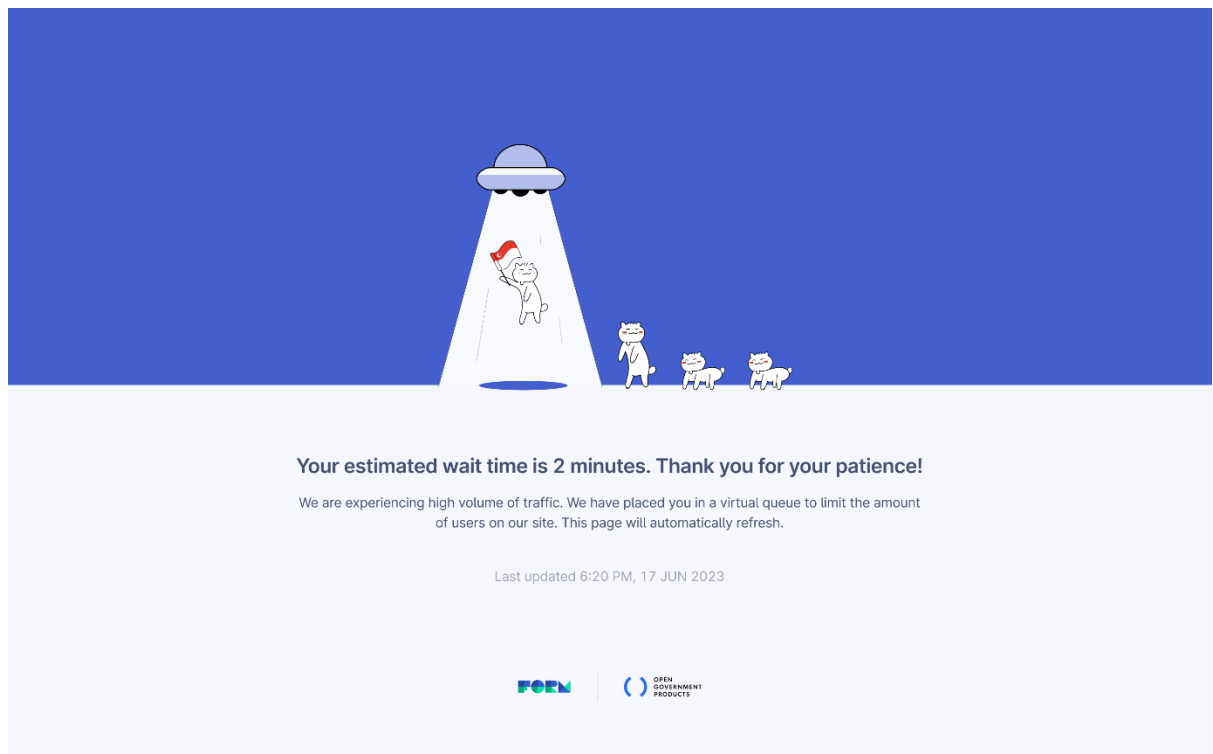 Your estimated wait time is 2 minutes. Thank you for your patience!
We are experiencing high volume of traffic. We have placed you in a virtual queue to limit the amount
of users on our site. This page will automatically refresh.
Last updated 6:20 PM, 17 JUN 2023
FORM
OPEN
GOVERNMENT
PRODUCTS